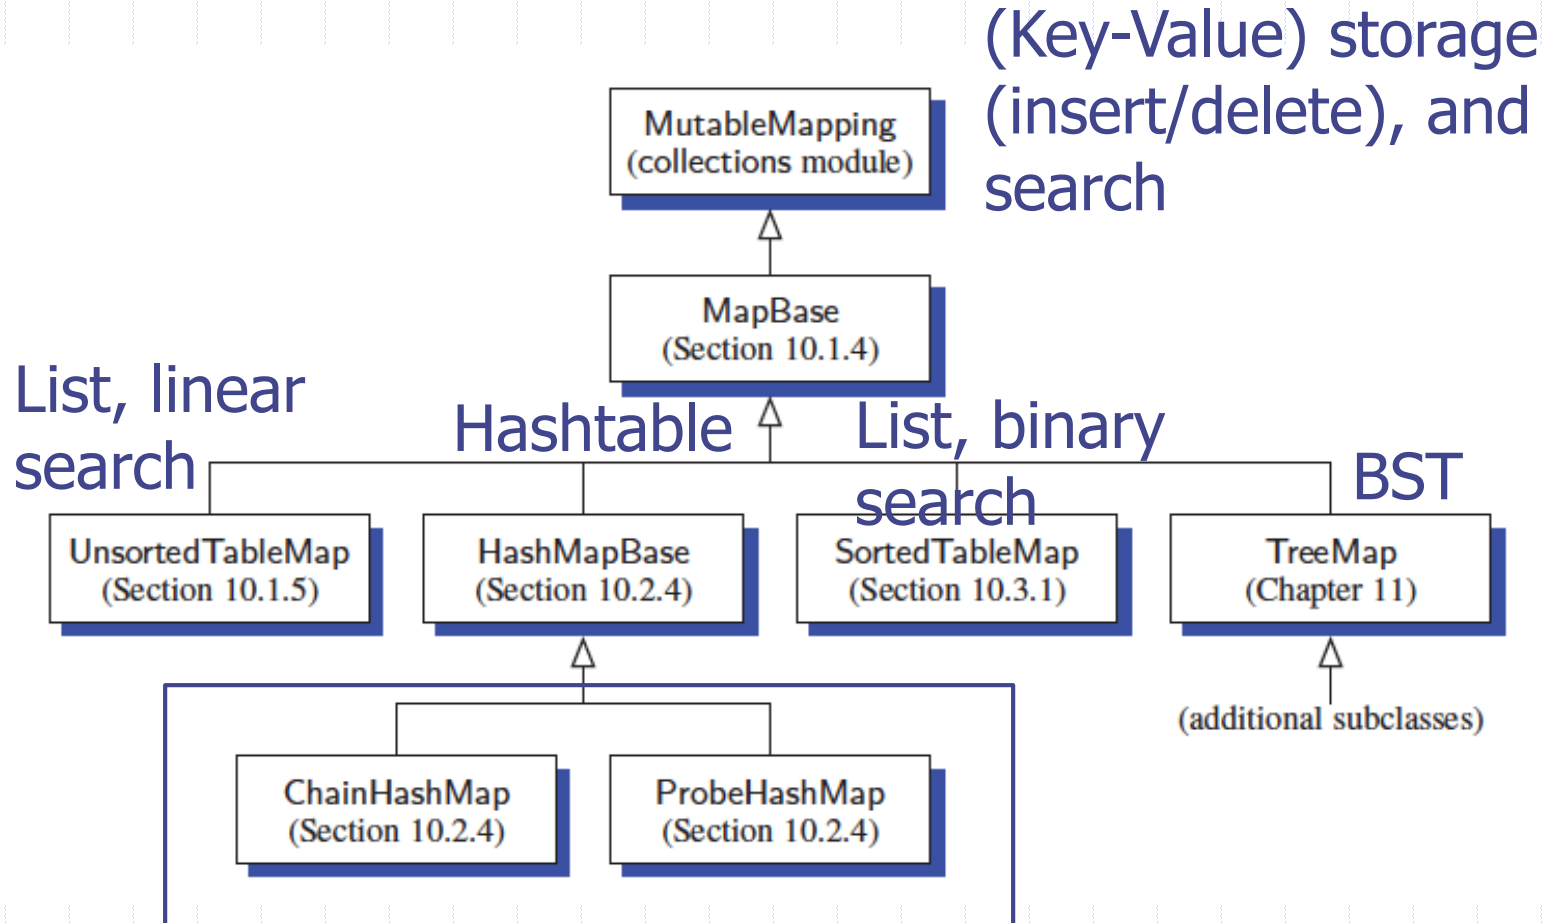 (Key-Value) storage
(insert/delete), and
search
MutableMapping
(collections module)
MapBase
(Section 10.1.4)
List, linear
search
Hashtable
List, binary
search
BST
UnsortedTableMap
(Section 10.1.5)
HashMapBase
(Section 10.2.4)
SortedTableMap
(Section 10.3.1)
TreeMap
(Chapter 11)
(additional subclasses)
ChainHashMap
(Section 10.2.4)
ProbeHashMap
(Section 10.2.4)